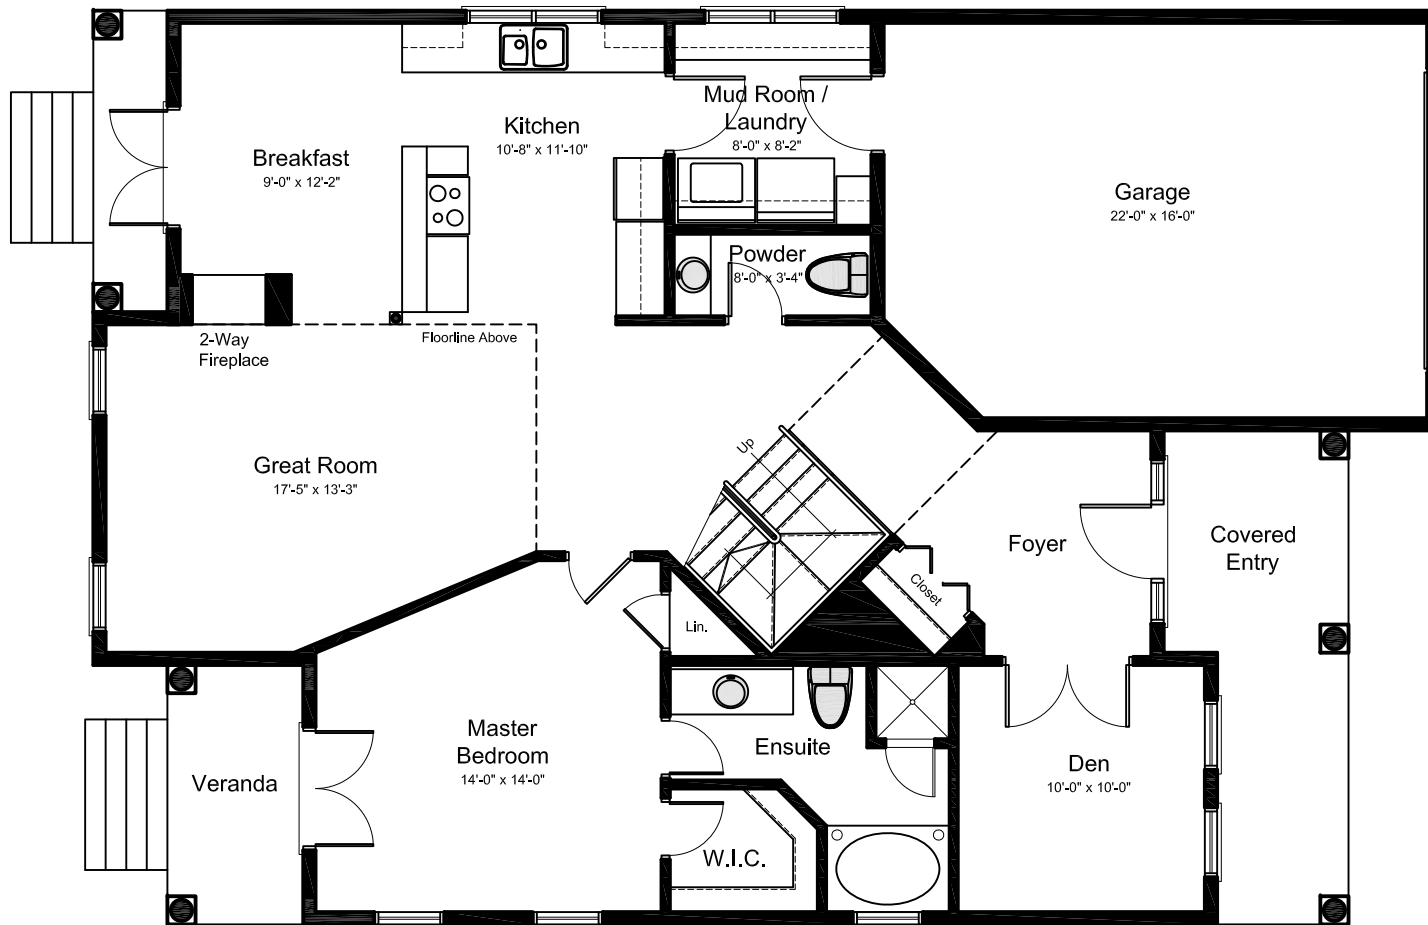 Mud Room /
Laundry
8'-0" x 8'-2"
Kitchen
10'-8" x 11'-10"
Breakfast
9'-0" x 12'-2"
Garage
22'-0" x 16'-0"
Powder
8'-0" x 3'-4"
2-Way
Fireplace
Floorline Above
Up
Great Room
17'-5" x 13'-3"
Foyer
Covered
Entry
Closet
Lin.
Master
Bedroom
14'-0" x 14'-0"
Ensuite
Veranda
Den
10'-0" x 10'-0"
W.I.C.